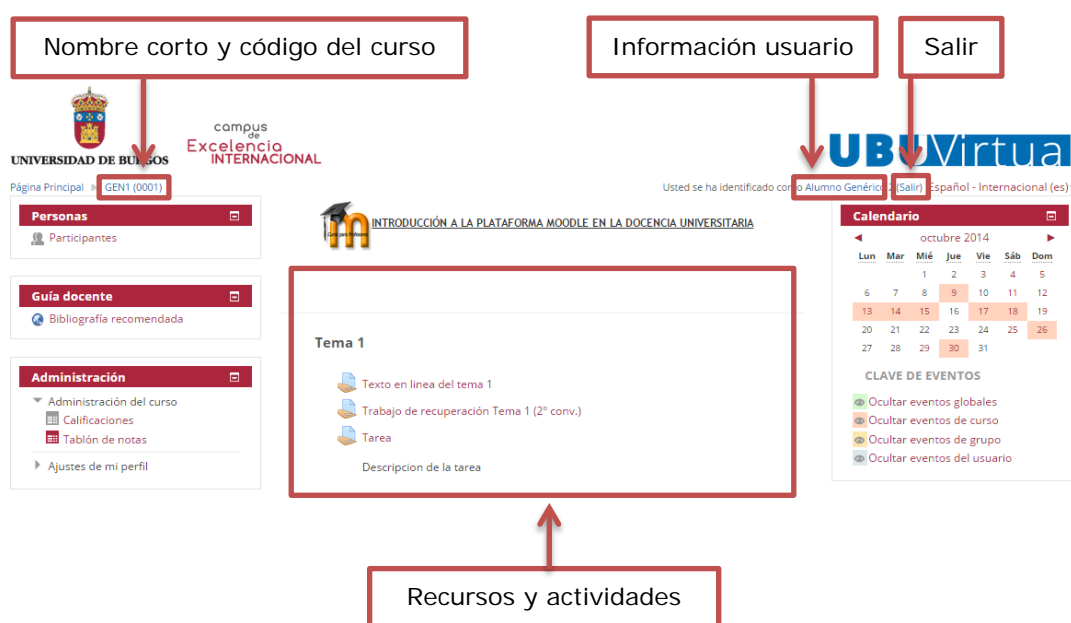 Nombre corto y código del curso
Información usuario
Salir
UNIVERSIDAD DE BURGOS
campus
de
Excelencia
INTERNACIONAL
UBUVirtual
Página Principal
GEN1 (0001)
Usted se ha identificado como Alumno Genérico 2 (Salir) Español - Internacional (es)
Personas
Participantes
Guía docente
Bibliografía recomendada
Administración
Administración del curso
Calificaciones
Tablón de notas
Ajustes de mi perfil
INTRODUCCIÓN A LA PLATAFORMA MOODLE EN LA DOCENCIA UNIVERSITARIA
Tema 1
Texto en linea del tema 1
Trabajo de recuperación Tema 1 (2º conv.)
Tarea
Descripcion de la tarea
Calendario
octubre 2014
Lun Mar Mié Jue Vie Sáb Dom
1 2 3 4 5
6 7 8 9 10 11 12
13 14 15 16 17 18 19
20 21 22 23 24 25 26
27 28 29 30 31
CLAVE DE EVENTOS
Ocultar eventos globales
Ocultar eventos de curso
Ocultar eventos de grupo
Ocultar eventos del usuario
Recursos y actividades